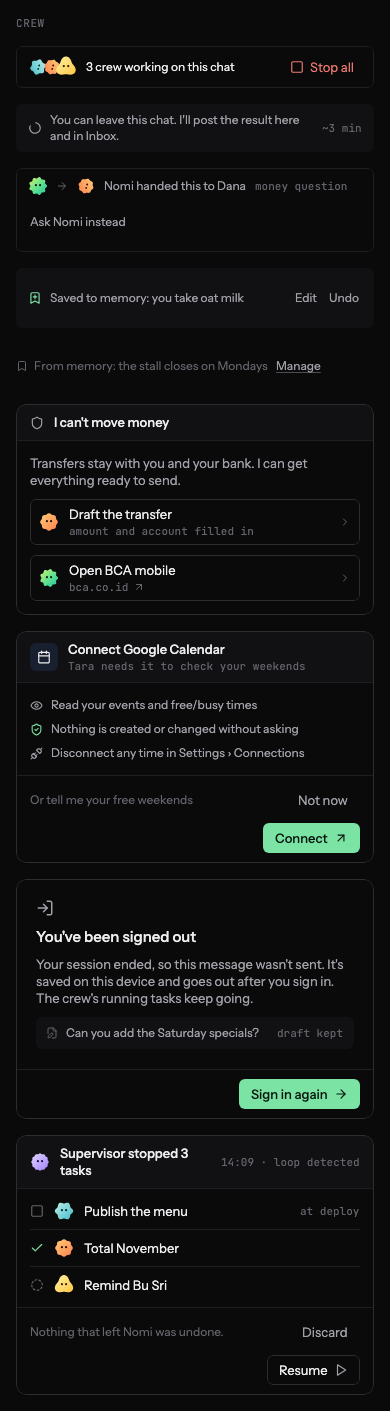 CREW
3 crew working on this chat
Stop all
You can leave this chat. I'll post the result here
and in Inbox.
~3 min
Nomi handed this to Dana money question
Ask Nomi instead
Saved to memory: you take oat milk
Edit Undo
From memory: the stall closes on Mondays Manage
I can't move money
Transfers stay with you and your bank. I can get
everything ready to send.
Draft the transfer
amount and account filled in
Open BCA mobile
bca.co.id ↗
Connect Google Calendar
Tara needs it to check your weekends
Read your events and free/busy times
Nothing is created or changed without asking
Disconnect any time in Settings › Connections
Or tell me your free weekends
Not now
Connect ↗
You've been signed out
Your session ended, so this message wasn't sent. It's
saved on this device and goes out after you sign in.
The crew's running tasks keep going.
Can you add the Saturday specials? draft kept
Sign in again →
Supervisor stopped 3
tasks
14:09 · loop detected
Publish the menu at deploy
Total November
Remind Bu Sri
Nothing that left Nomi was undone.
Discard
Resume